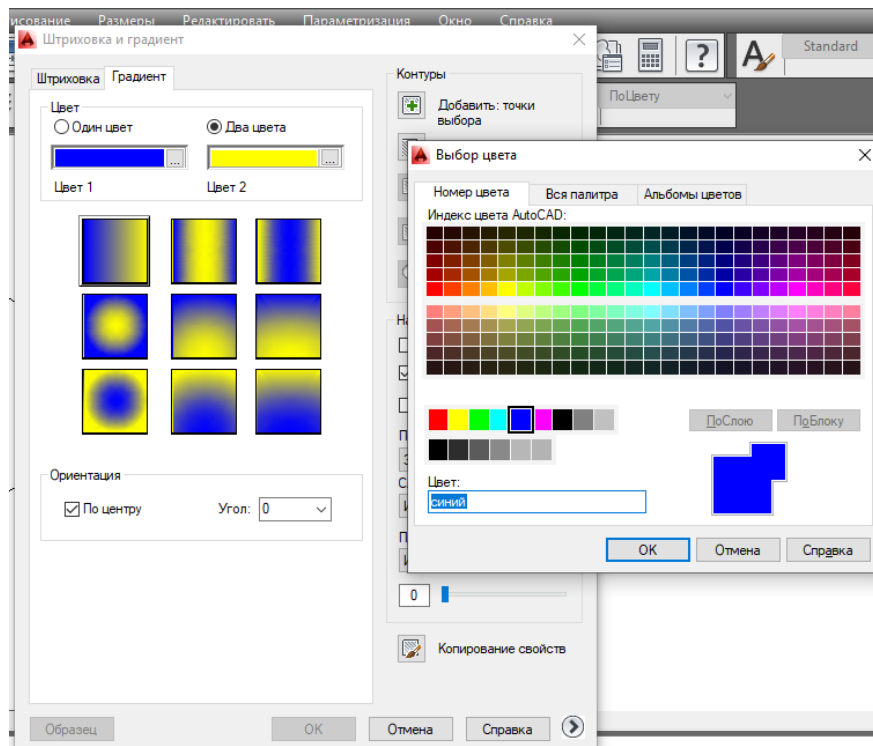 исование Размеры Редактировать Параметризация Окно Справка
Штриховка и градиент
Standard
Штриховка Градиент
Контуры
ПоЦвету
Цвет
Один цвет Два цвета
Добавить: точки
выбора
... ...
Цвет 1 Цвет 2
Выбор цвета
Номер цвета Вся палитра Альбомы цветов
Индекс цвета AutoCAD:
На
ПоСлою ПоБлоку
Ориентация
П
Цвет:
По центру Угол: 0
С
синий
П
OK Отмена Справка
0
Копирование свойств
Образец OK Отмена Справка